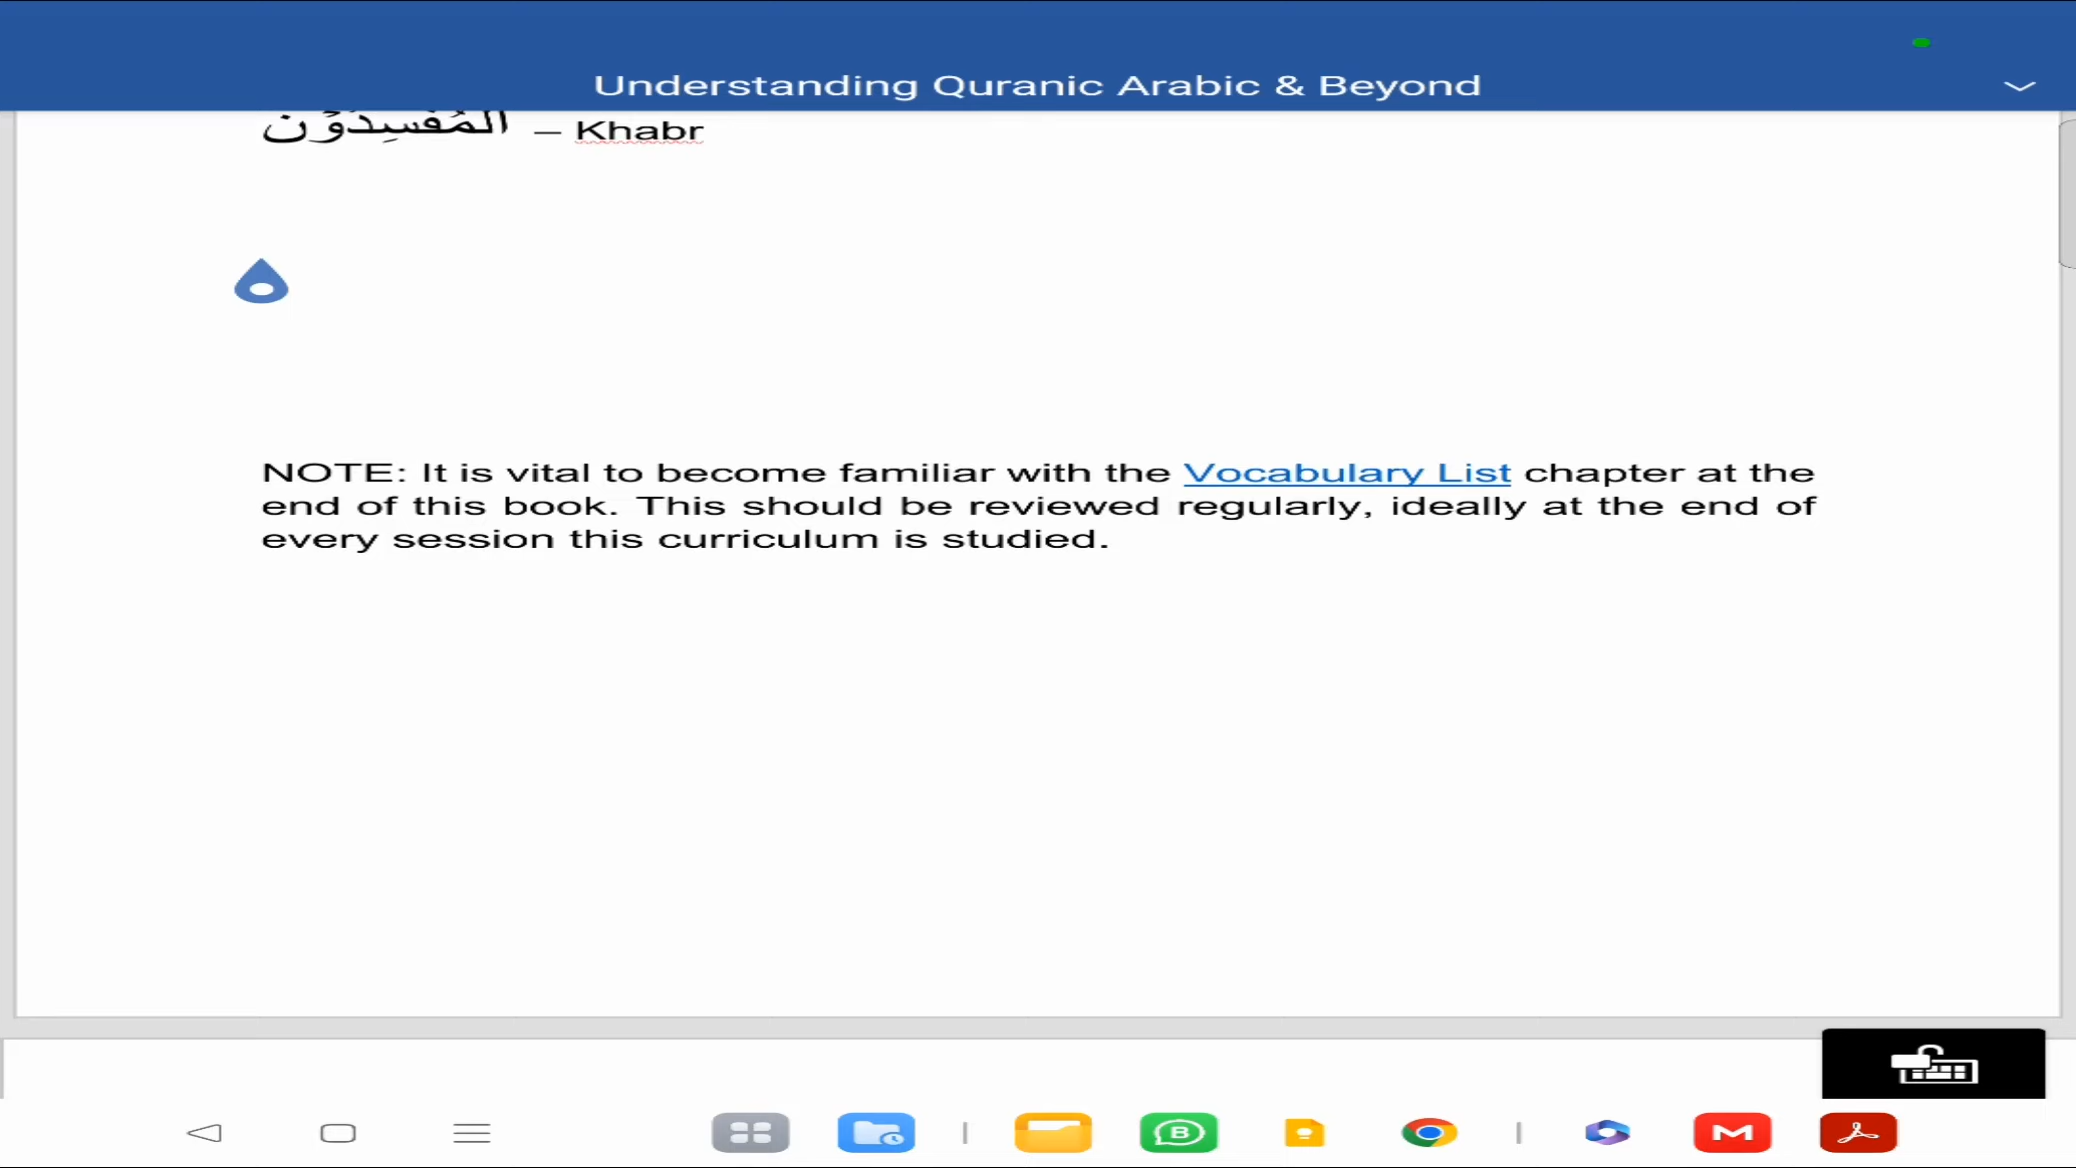 Understanding Quranic Arabic & Beyond
المُفْسِدُوْن – Khabr
NOTE: It is vital to become familiar with the Vocabulary List chapter at the
end of this book. This should be reviewed regularly, ideally at the end of
every session this curriculum is studied.